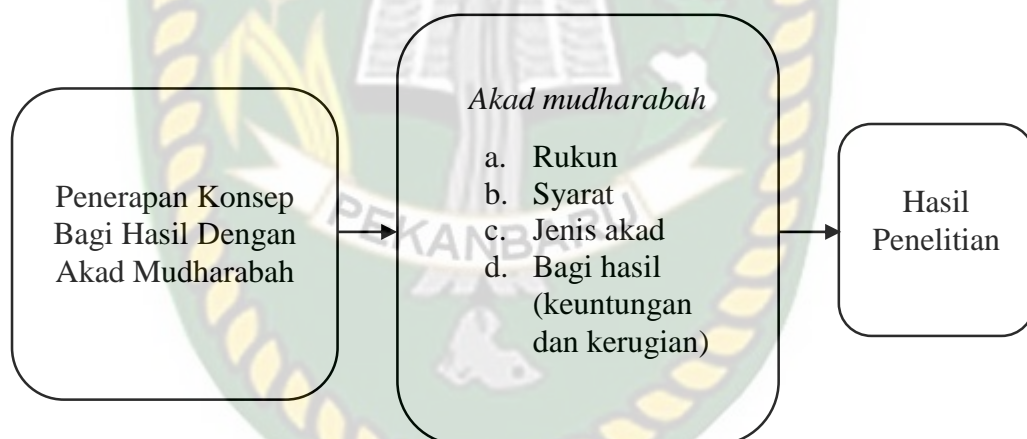 Penerapan Konsep
Bagi Hasil Dengan
Akad Mudharabah
Akad mudharabah
a. Rukun
b. Syarat
c. Jenis akad
d. Bagi hasil
(keuntungan
dan kerugian)
Hasil
Penelitian
PEKANBARU